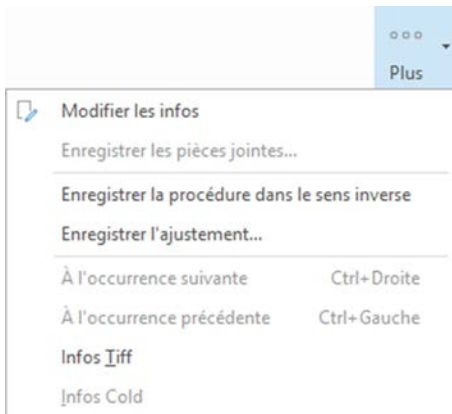 Plus
Modifier les infos
Enregistrer les pièces jointes...
Enregistrer la procédure dans le sens inverse
Enregistrer l'ajustement...
À l'occurrence suivante Ctrl+Droite
À l'occurrence précédente Ctrl+Gauche
Infos Tiff
Infos Cold